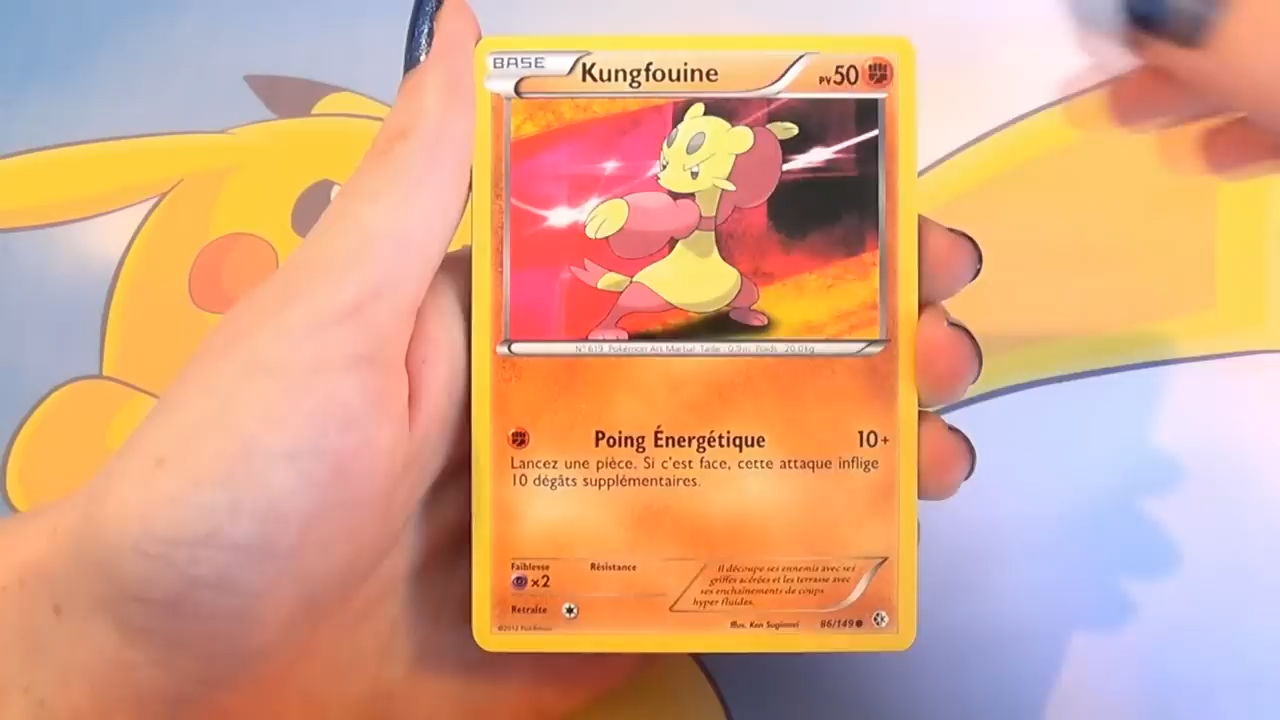 BASE
Kungfouine
PV50
N° 619 Pokémon Art Martial Taille : 0,9 m Poids : 20,0 kg
Poing Énergétique 10+
Lancez une pièce. Si c'est face, cette attaque inflige
10 dégâts supplémentaires.
Faiblesse Résistance
×2
Retraite
Il découpe ses ennemis avec ses
griffes acérées et les terrasse avec
ses enchaînements de coups
hyper fluides.
©2012 Pokémon
Illus. Ken Sugimori
86/149